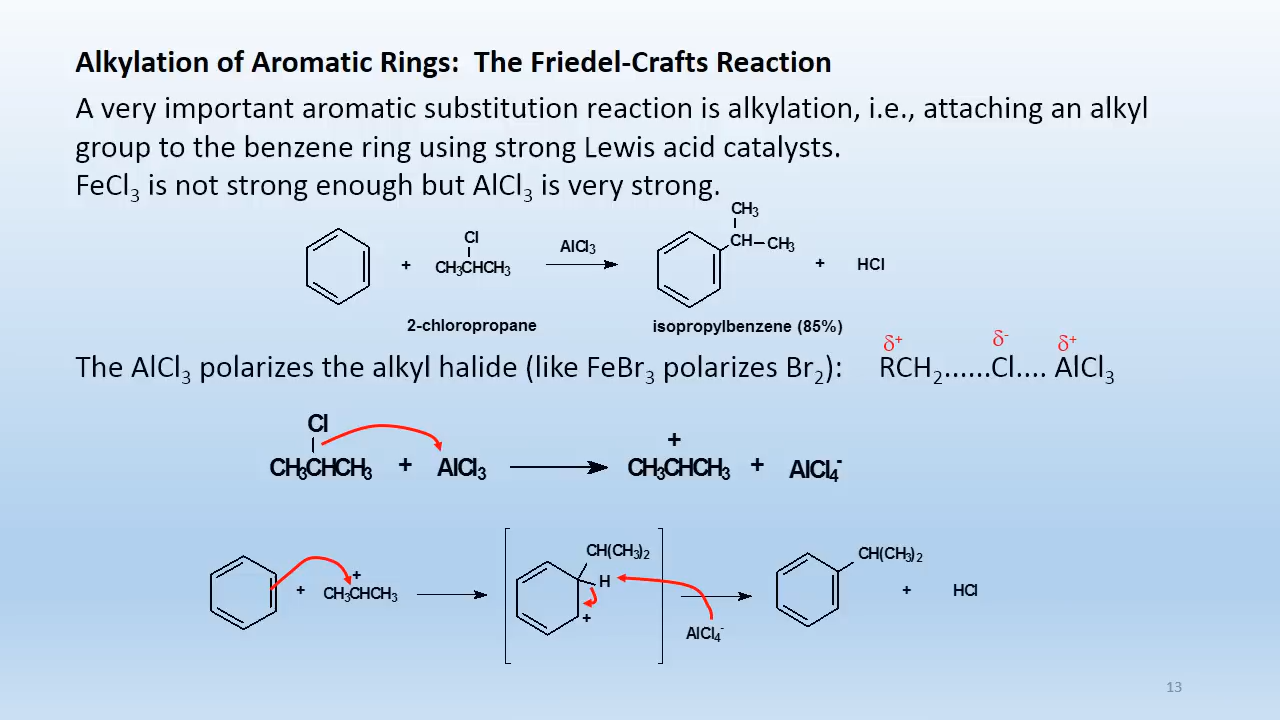 Alkylation of Aromatic Rings:  The Friedel-Crafts Reaction
A very important aromatic substitution reaction is alkylation, i.e., attaching an alkyl
group to the benzene ring using strong Lewis acid catalysts.
FeCl₃ is not strong enough but AlCl₃ is very strong.
CH₃
Cl
AlCl₃
CH–CH₃
+ CH₃CHCH₃ + HCl
2-chloropropane isopropylbenzene (85%)
δ⁺ δ⁻ δ⁺
The AlCl₃ polarizes the alkyl halide (like FeBr₃ polarizes Br₂): RCH₂......Cl.... AlCl₃
Cl
+
CH₃CHCH₃ + AlCl₃ CH₃CHCH₃ + AlCl₄⁻
CH(CH₃)₂ CH(CH₃)₂
+ H
+ CH₃CHCH₃ + HCl
+
AlCl₄⁻
13